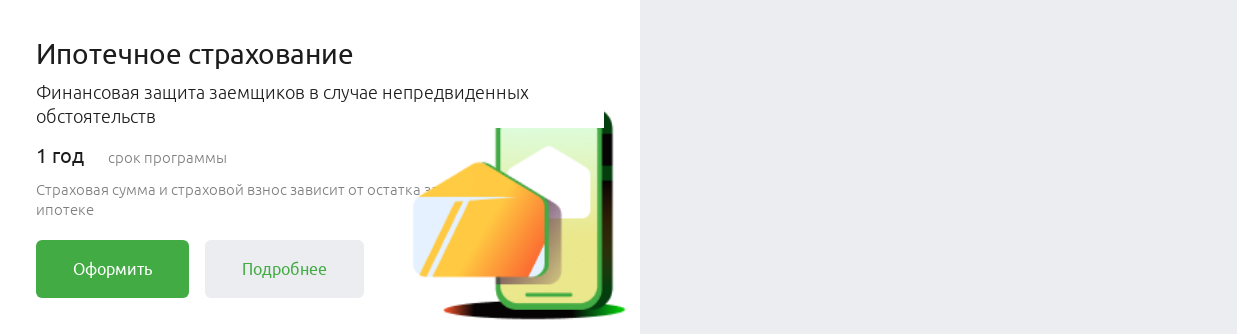 Ипотечное страхование
Финансовая защита заемщиков в случае непредвиденных
обстоятельств
1 год срок программы
Страховая сумма и страховой взнос зависит от остатка
ипотеке
Оформить
Подробнее